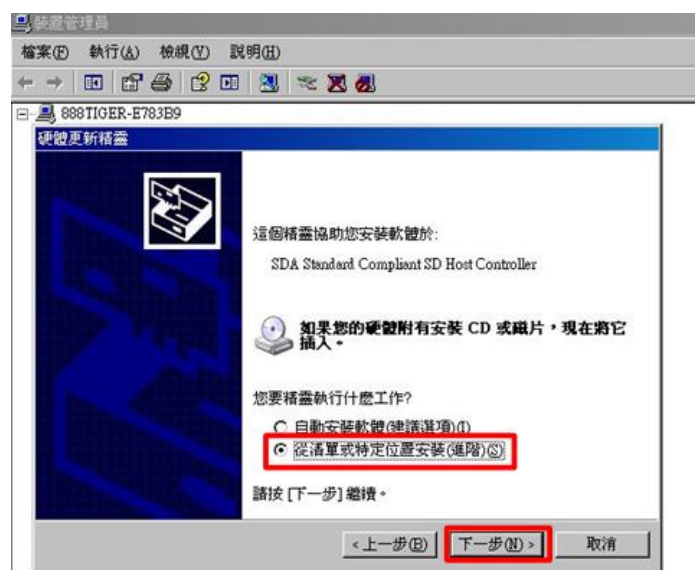 裝置管理員
檔案(F) 執行(A) 檢視(V) 說明(H)
888TIGER-E783B9
硬體更新精靈
這個精靈協助您安裝軟體於:
SDA Standard Compliant SD Host Controller
如果您的硬體附有安裝 CD 或磁片，現在將它
插入。
您要精靈執行什麼工作?
自動安裝軟體(建議選項)(I)
從清單或特定位置安裝(進階)(S)
請按 [下一步] 繼續。
<上一步(B) 下一步(N)> 取消